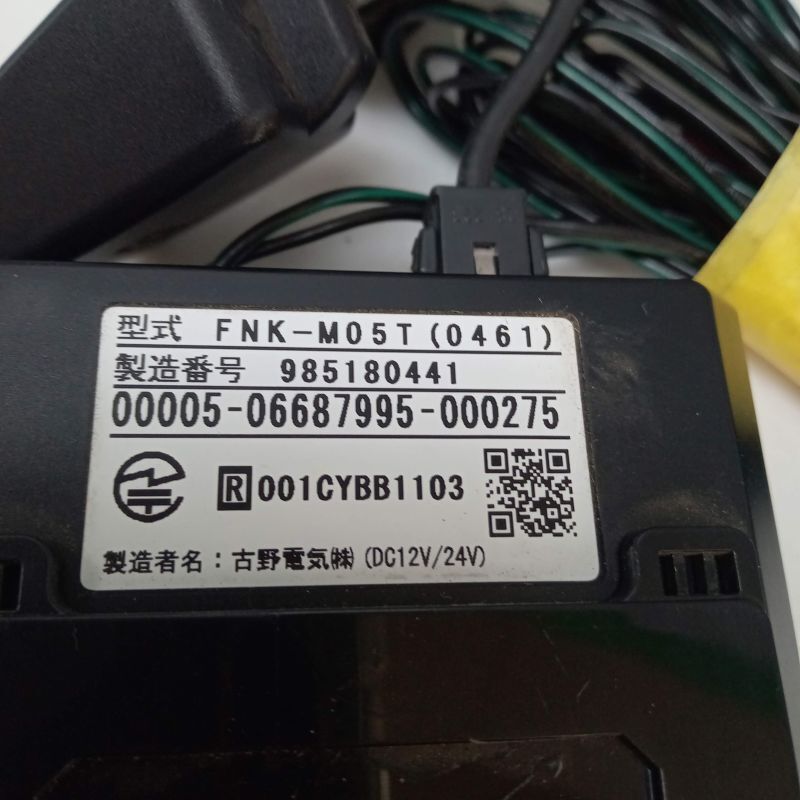 型式 FNK-M05T(0461)
製造番号 985180441
00005-06687995-000275
R 001CYBB1103
製造者名：古野電気㈱(DC12V/24V)